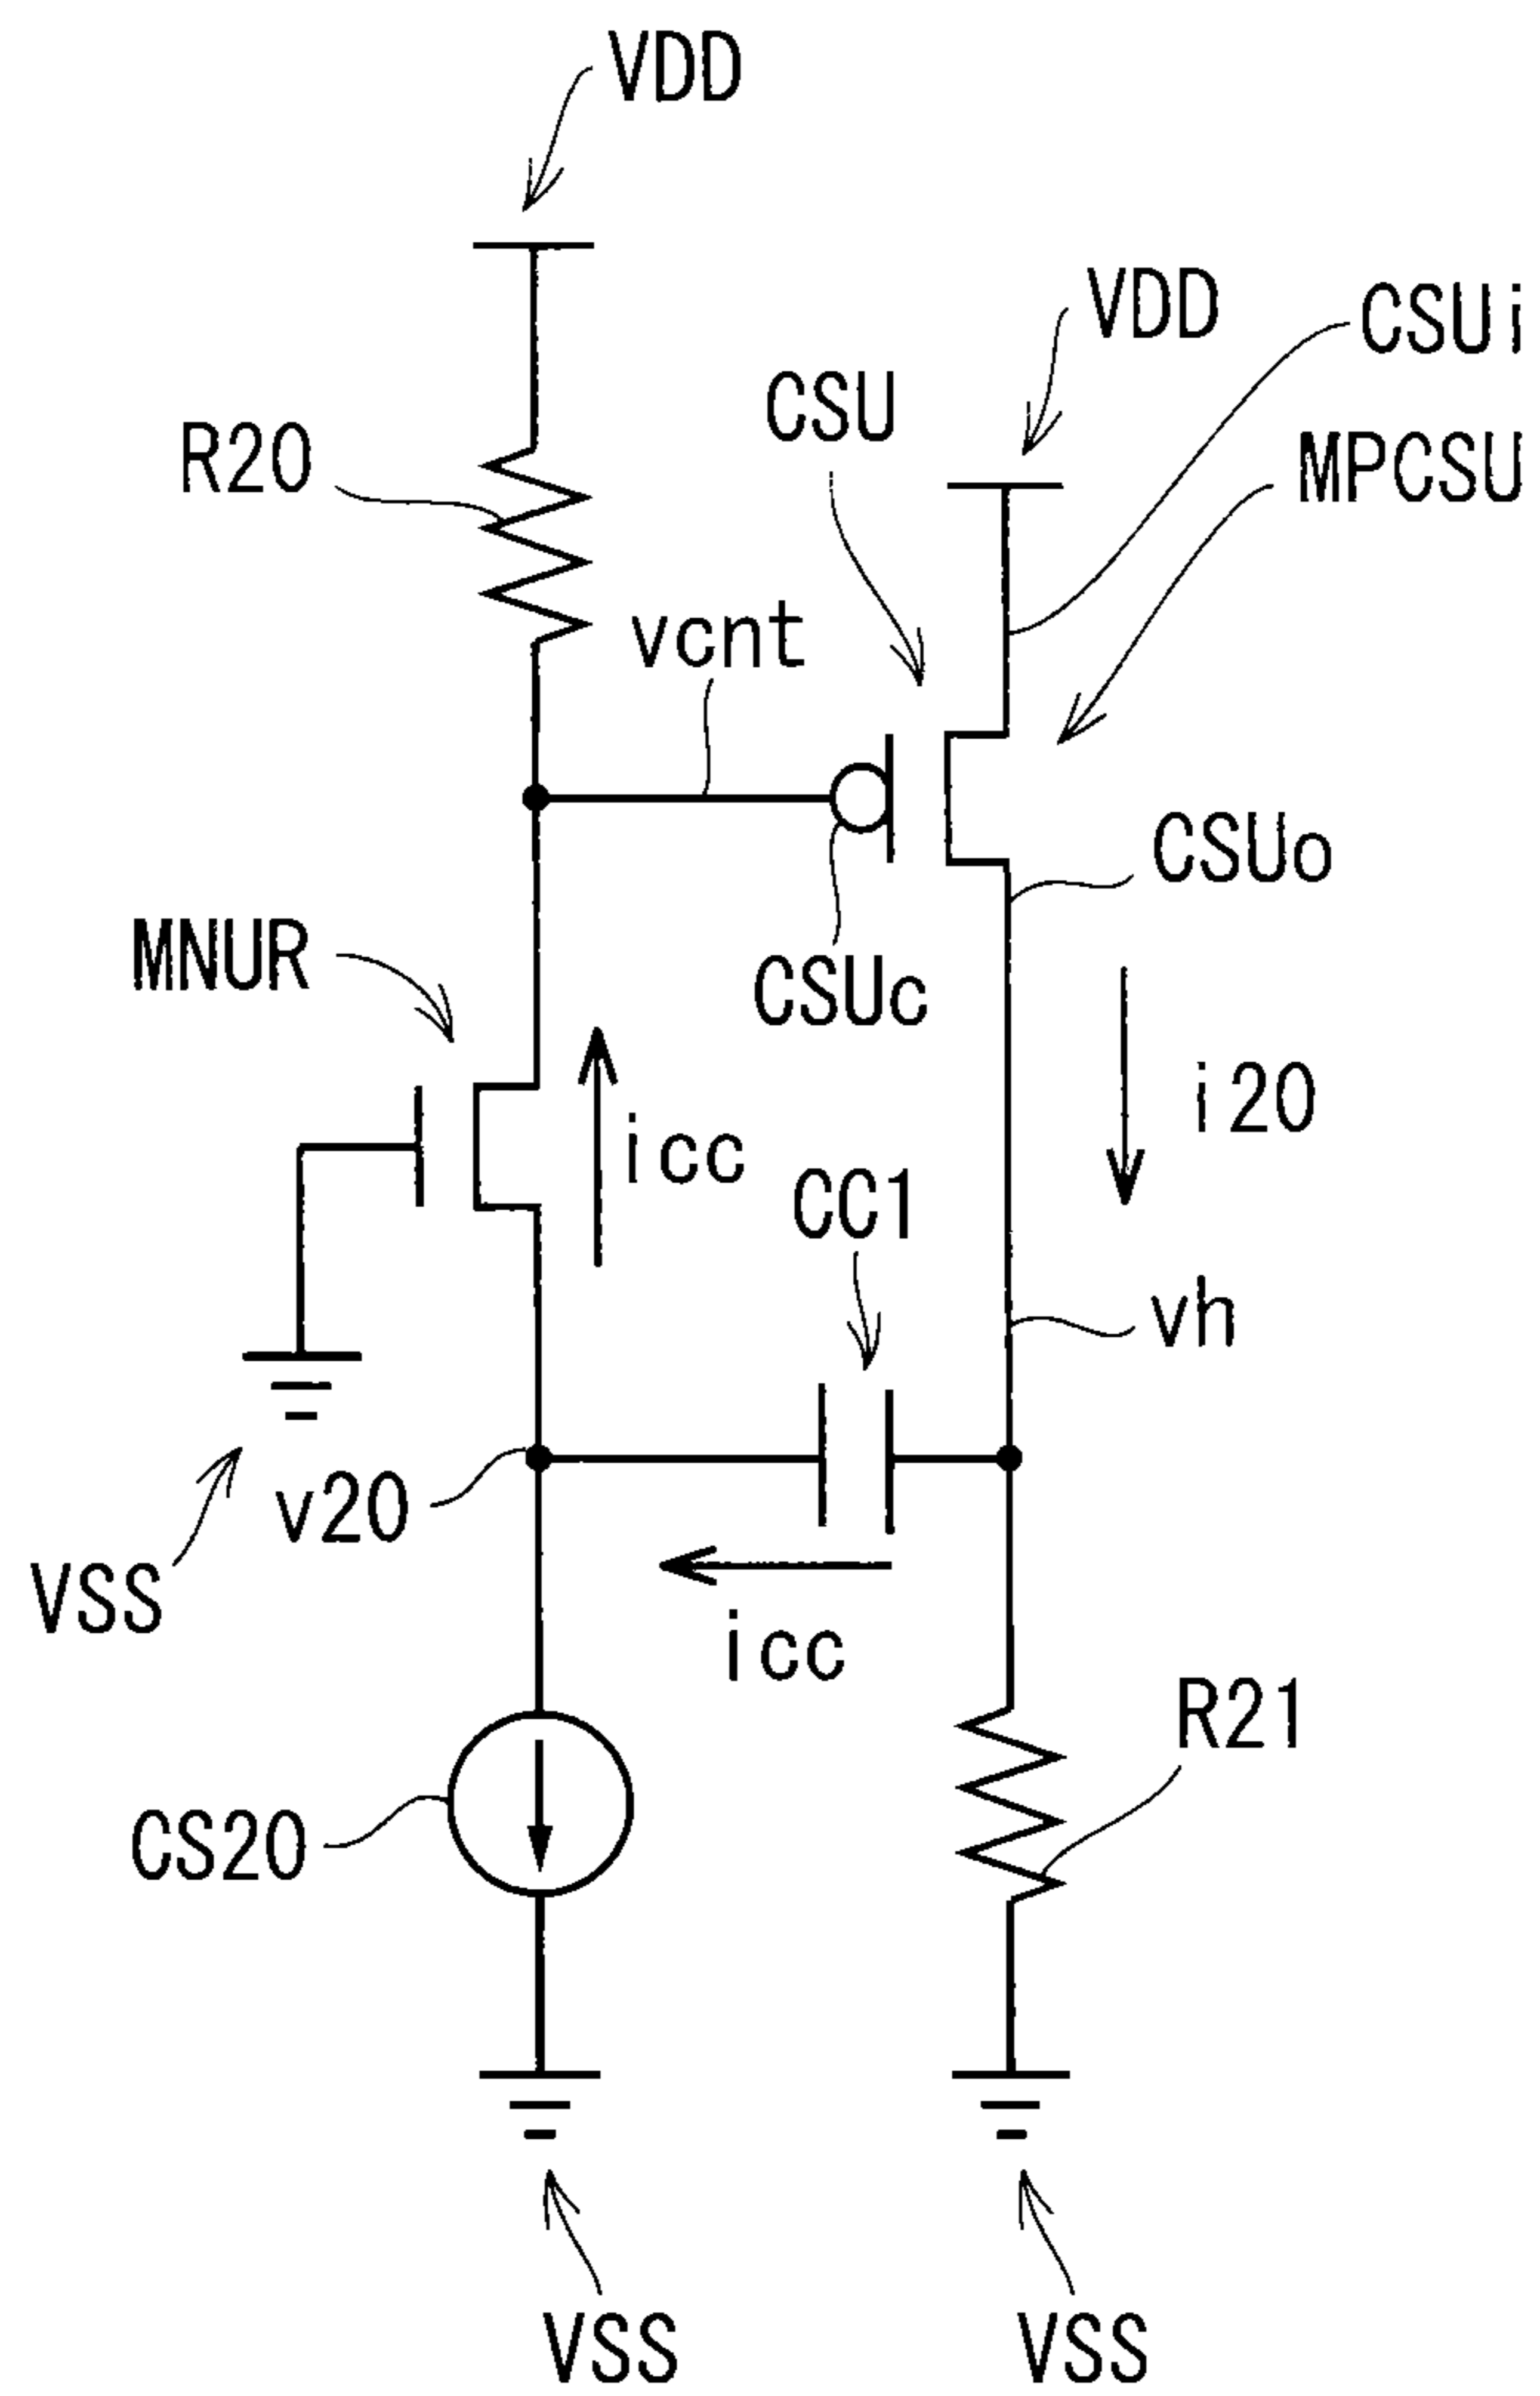 VDD
VDD
CSUi
CSU
R20
MPCSU
vcnt
CSUo
MNUR
CSUc
i20
icc
CC1
vh
v20
VSS
icc
R21
CS20
VSS
VSS